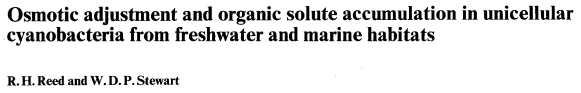 Osmotic adjustment and organic solute accumulation in unicellular
cyanobacteria from freshwater and marine habitats
R. H. Reed and W. D. P. Stewart